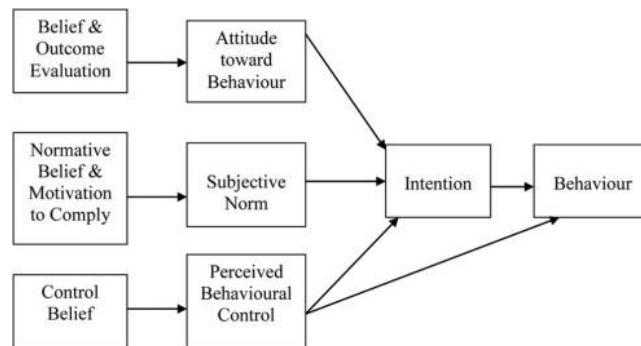 Belief &
Outcome
Evaluation
Attitude
toward
Behaviour
Normative
Belief &
Motivation
to Comply
Subjective
Norm
Intention
Behaviour
Control
Belief
Perceived
Behavioural
Control